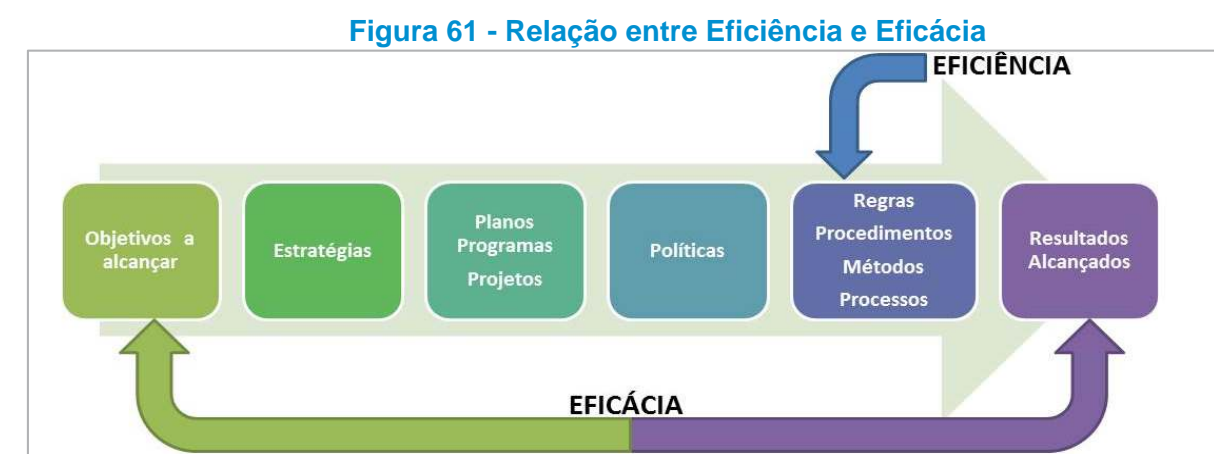 Figura 61 - Relação entre Eficiência e Eficácia
EFICIÊNCIA
Objetivos a
alcançar
Estratégias
Planos
Programas
Projetos
Políticas
Regras
Procedimentos
Métodos
Processos
Resultados
Alcançados
EFICÁCIA